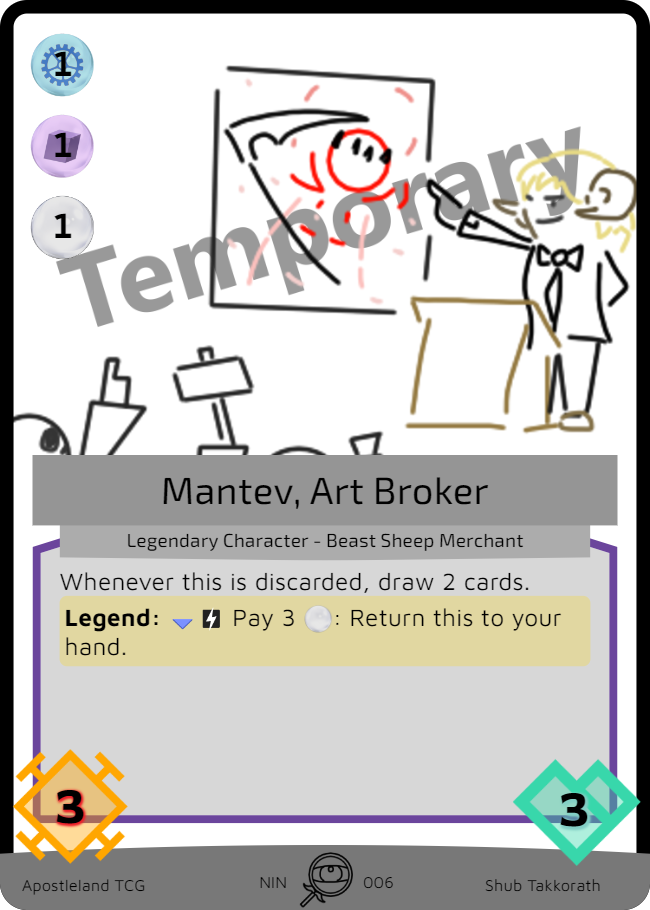 1
1
1
Temporary
Mantev, Art Broker
Legendary Character - Beast Sheep Merchant
Whenever this is discarded, draw 2 cards.
Legend: Pay 3 : Return this to your
hand.
3
3
Apostleland TCG
NIN 006
Shub Takkorath